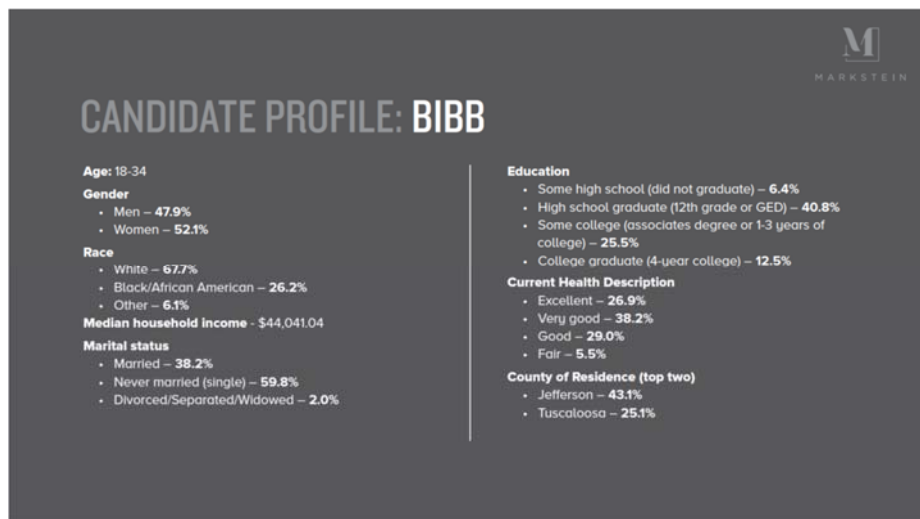 M
MARKSTEIN
CANDIDATE PROFILE: BIBB
Age: 18-34
Gender
• Men – 47.9%
• Women – 52.1%
Race
• White – 67.7%
• Black/African American – 26.2%
• Other – 6.1%
Median household income - $44,041.04
Marital status
• Married – 38.2%
• Never married (single) – 59.8%
• Divorced/Separated/Widowed – 2.0%
Education
• Some high school (did not graduate) – 6.4%
• High school graduate (12th grade or GED) – 40.8%
• Some college (associates degree or 1-3 years of
college) – 25.5%
• College graduate (4-year college) – 12.5%
Current Health Description
• Excellent – 26.9%
• Very good – 38.2%
• Good – 29.0%
• Fair – 5.5%
County of Residence (top two)
• Jefferson – 43.1%
• Tuscaloosa – 25.1%